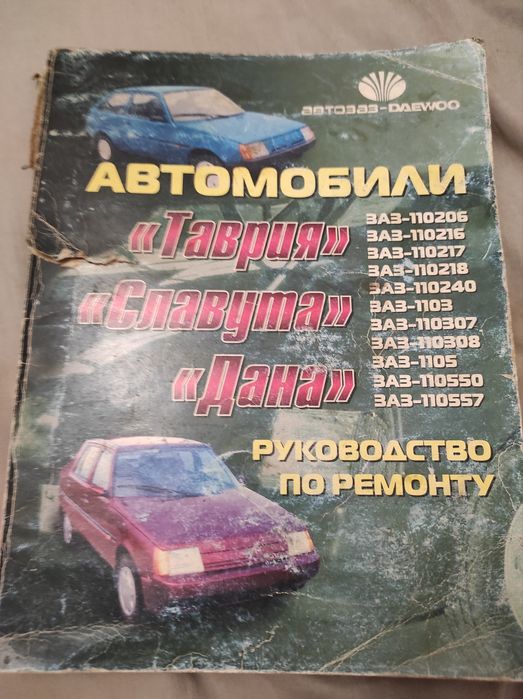 АВТОЗАЗ-DAEWOO
АВТОМОБИЛИ
«Таврия»
«Славута»
«Дана»
ЗАЗ-110206
ЗАЗ-110216
ЗАЗ-110217
ЗАЗ-110218
ЗАЗ-110240
ЗАЗ-1103
ЗАЗ-110307
ЗАЗ-110308
ЗАЗ-1105
ЗАЗ-110550
ЗАЗ-110557
РУКОВОДСТВО
ПО РЕМОНТУ